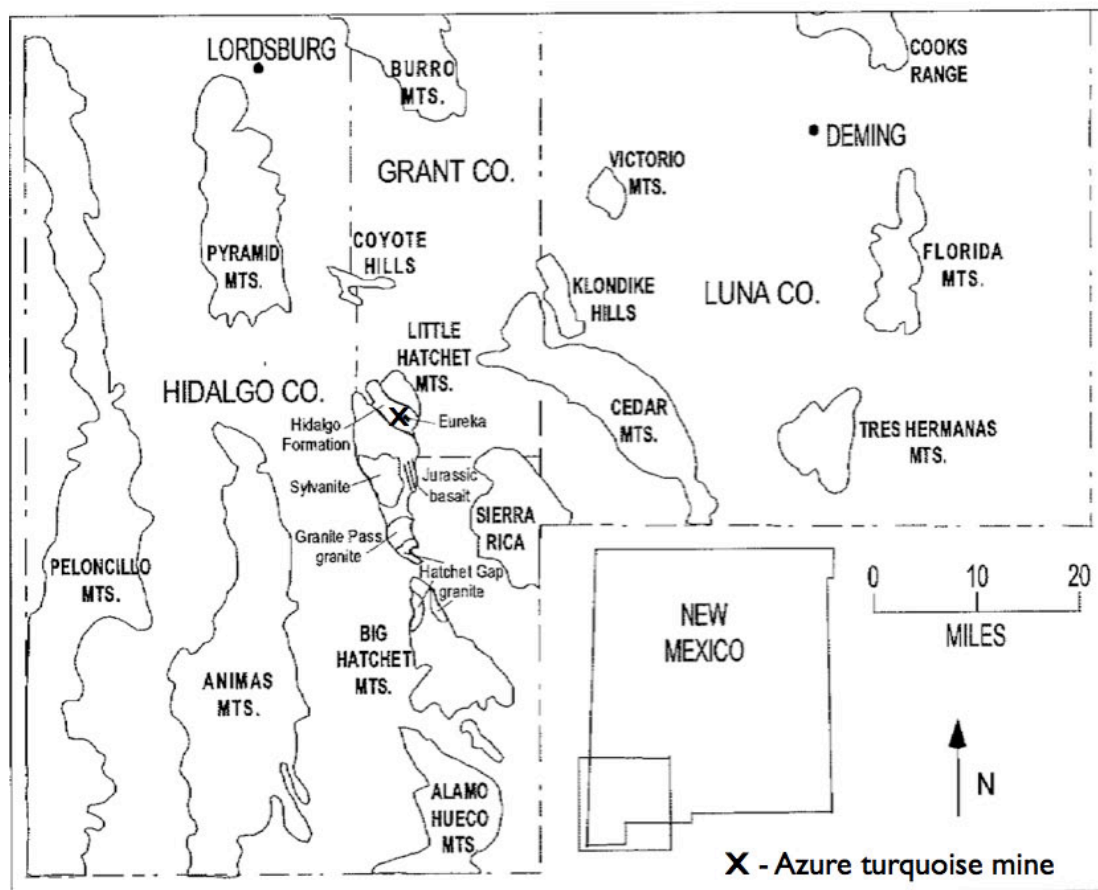 LORDSBURG
BURRO
MTS.
COOKS
RANGE
DEMING
GRANT CO.
VICTORIO
MTS.
PYRAMID
MTS.
COYOTE
HILLS
KLONDIKE
HILLS
LUNA CO.
FLORIDA
MTS.
LITTLE
HATCHET
MTS.
HIDALGO CO.
X
Eureka
Hidalgo
Formation
CEDAR
MTS.
TRES HERMANAS
MTS.
Sylvanite
Jurassic
basait
SIERRA
RICA
Granite Pass
granite
Hatchet Gap
granite
PELONCILLO
MTS.
ANIMAS
MTS.
BIG
HATCHET
MTS.
ALAMO
HUECO
MTS
NEW
MEXICO
0 10 20
MILES
N
X - Azure turquoise mine